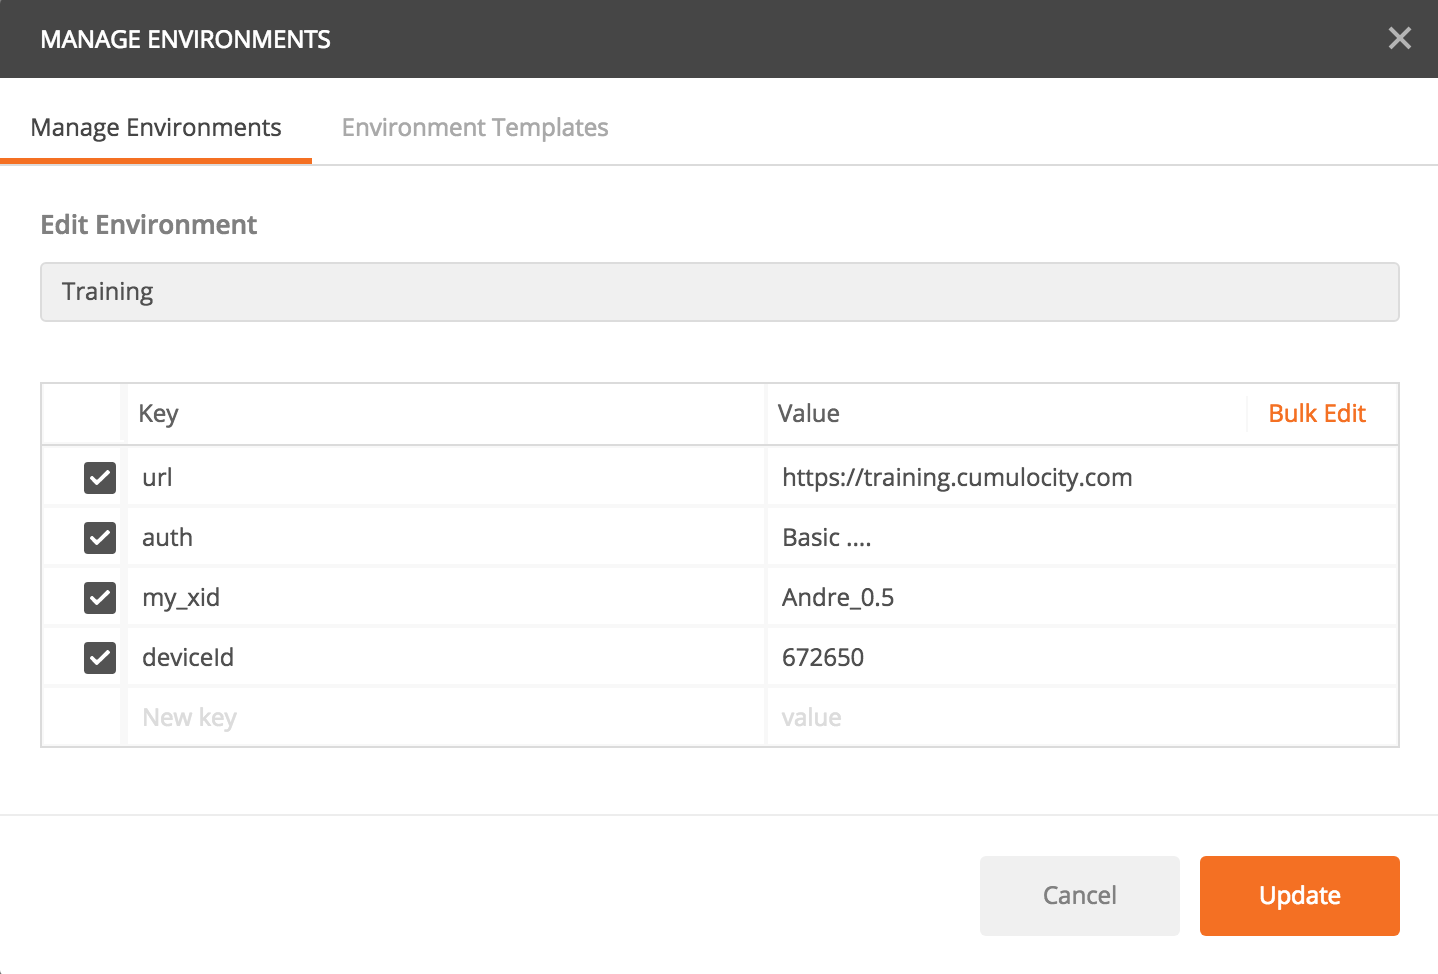 MANAGE ENVIRONMENTS
Manage Environments Environment Templates
Edit Environment
Training
Key Value Bulk Edit
url https://training.cumulocity.com
auth Basic ....
my_xid Andre_0.5
deviceId 672650
New key value
Cancel Update